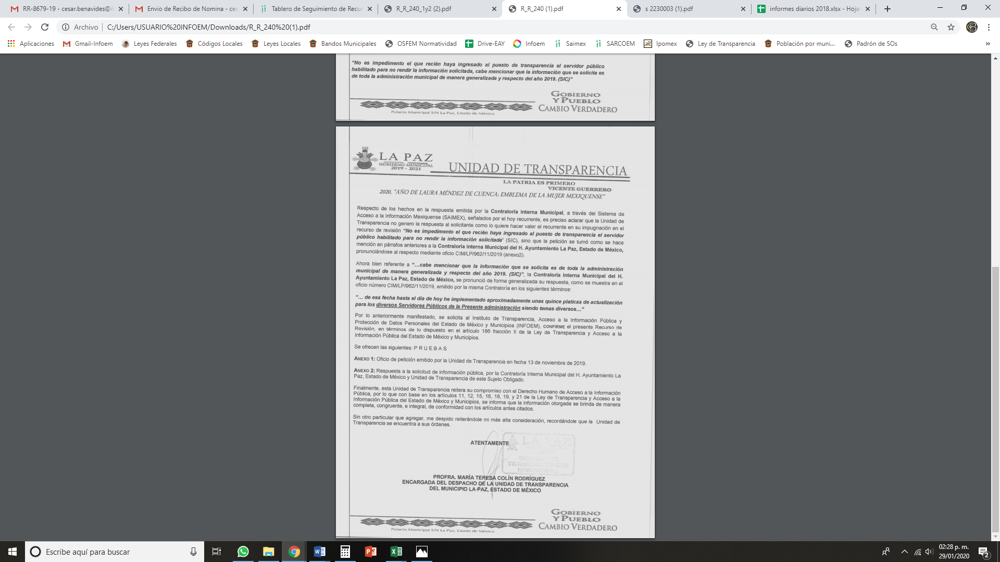 RR-8679-19 - cesar.benavides@i
Envio de Recibo de Nomina - ces
Tablero de Seguimiento de Recu
R_R_240_1y2 (2).pdf
R_R_240 (1).pdf
s 2230003 (1).pdf
informes diarios 2018.xlsx - Hoja
Archivo
C:/Users/USUARIO%20INFOEM/Downloads/R_R_240%20(1).pdf
Aplicaciones
Gmail-Infoem
Leyes Federales
Códigos Locales
Leyes Locales
Bandos Municipales
OSFEM Normatividad
Drive-EAY
Infoem
Saimex
SARCOEM
Ipomex
Ley de Transparencia
Población por muni...
Padrón de SOs
»
"No es impedimento el que recién haya ingresado al puesto de transparencia el servidor público
habilitado para no rendir la información solicitada, cabe mencionar que la información que se solicita es
de toda la administración municipal de manera generalizada y respecto del año 2019. (SIC)"
Palacio Municipal S/N La Paz, Estado de México
GOBIERNO
Y PUEBLO
CAMBIO VERDADERO
LA PAZ
GOBIERNO MUNICIPAL
2019 - 2021
UNIDAD DE TRANSPARENCIA
LA PATRIA ES PRIMERO
VICENTE GUERRERO
2020, "AÑO DE LAURA MÉNDEZ DE CUENCA; EMBLEMA DE LA MUJER MEXIQUENSE"
Respecto de los hechos en la respuesta emitida por la Contraloría Interna Municipal, a través del Sistema de
Acceso a la Información Mexiquense (SAIMEX), señalados por el hoy recurrente, es preciso aclarar que la Unidad de
Transparencia no genero la respuesta al solicitante como lo quiere hacer valer el recurrente en su impugnación en el
recurso de revisión "No es impedimento el que recién haya ingresado al puesto de transparencia el servidor
público habilitado para no rendir la información solicitada" (SIC), sino que la petición se turnó como se hace
mención en párrafos anteriores a la Contraloría Interna Municipal del H. Ayuntamiento La Paz, Estado de México,
pronunciándose al respecto mediante oficio CIM/LP/962/11/2019 (anexo2).
Ahora bien referente a "...cabe mencionar que la información que se solicita es de toda la administración
municipal de manera generalizada y respecto del año 2019. (SIC)", la Contraloría Interna Municipal del H.
Ayuntamiento La Paz, Estado de México, se pronunció de forma generalizada su respuesta, como se muestra en el
oficio número CIM/LP/962/11/2019, emitido por la misma Contraloría en los siguientes términos:
"... de esa fecha hasta el día de hoy he implementado aproximadamente unas quince platicas de actualización
para los diversos Servidores Públicos de la Presente administración siendo temas diversos..."
Por lo anteriormente manifestado, se solicita al Instituto de Transparencia, Acceso a la Información Pública y
Protección de Datos Personales del Estado de México y Municipios (INFOEM), CONFIRME el presente Recurso de
Revisión, en términos de lo dispuesto en el artículo 186 fracción II de la Ley de Transparencia y Acceso a la
Información Pública del Estado de México y Municipios.
Se ofrecen las siguientes: P R U E B A S
ANEXO 1: Oficio de petición emitido por la Unidad de Transparencia en fecha 13 de noviembre de 2019.
ANEXO 2: Respuesta a la solicitud de información pública, por la Contraloría Interna Municipal del H. Ayuntamiento La
Paz, Estado de México y Unidad de Transparencia de este Sujeto Obligado.
Finalmente, esta Unidad de Transparencia reitera su compromiso con el Derecho Humano de Acceso a la Información
Pública, por lo que con base en los artículos 11, 12, 15, 16, 18, 19, y 21 de la Ley de Transparencia y Acceso a la
Información Pública del Estado de México y Municipios, se informa que la información otorgada se brinda de manera
completa, congruente, e integral, de conformidad con los artículos antes citados.
Sin otro particular que agregar, me despido reiterándole mi más alta consideración, recordándole que la Unidad de
Transparencia se encuentra a sus órdenes.
ATENTAMENTE
LA PAZ
UNIDAD DE
TRANSPARENCIA
MUNICIPAL
PROFRA. MARÍA TERESA COLÍN RODRÍGUEZ
ENCARGADA DEL DESPACHO DE LA UNIDAD DE TRANSPARENCIA
DEL MUNICIPIO LA PAZ, ESTADO DE MÉXICO
Palacio Municipal S/N La Paz, Estado de México
GOBIERNO
Y PUEBLO
CAMBIO VERDADERO
Escribe aquí para buscar
02:28 p. m.
29/01/2020
2